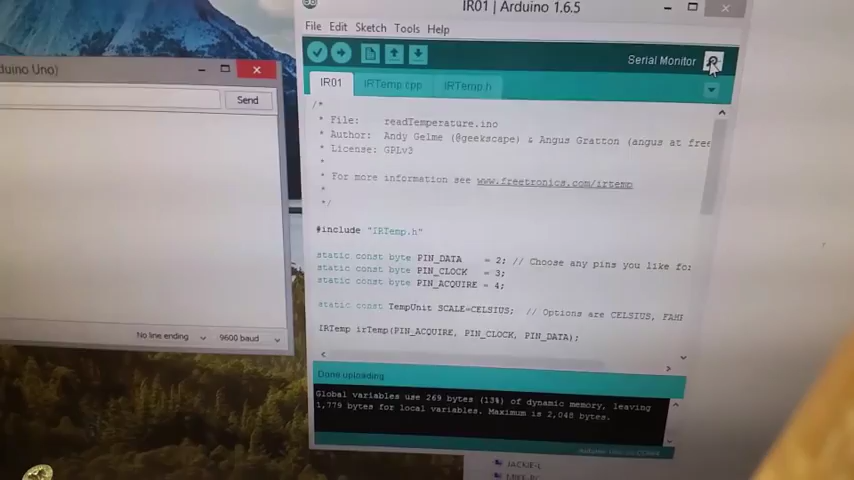 IR01 | Arduino 1.6.5
File Edit Sketch Tools Help
duino Uno)
Send
Serial Monitor
IR01 IRTemp.cpp IRTemp.h
/*
* File: readTemperature.ino
* Author: Andy Gelme (@geekscape) & Angus Gratton (angus at free
* License: GPLv3
*
* For more information see www.freetronics.com/irtemp
*
*/
#include "IRTemp.h"
static const byte PIN_DATA = 2; // Choose any pins you like fo
static const byte PIN_CLOCK = 3;
static const byte PIN_ACQUIRE = 4;
static const TempUnit SCALE=CELSIUS; // Options are CELSIUS, FAH
IRTemp irTemp(PIN_ACQUIRE, PIN_CLOCK, PIN_DATA);
No line ending 9600 baud
Done uploading
Global variables use 269 bytes (13%) of dynamic memory, leaving
1,779 bytes for local variables. Maximum is 2,048 bytes.
JACKIE-L